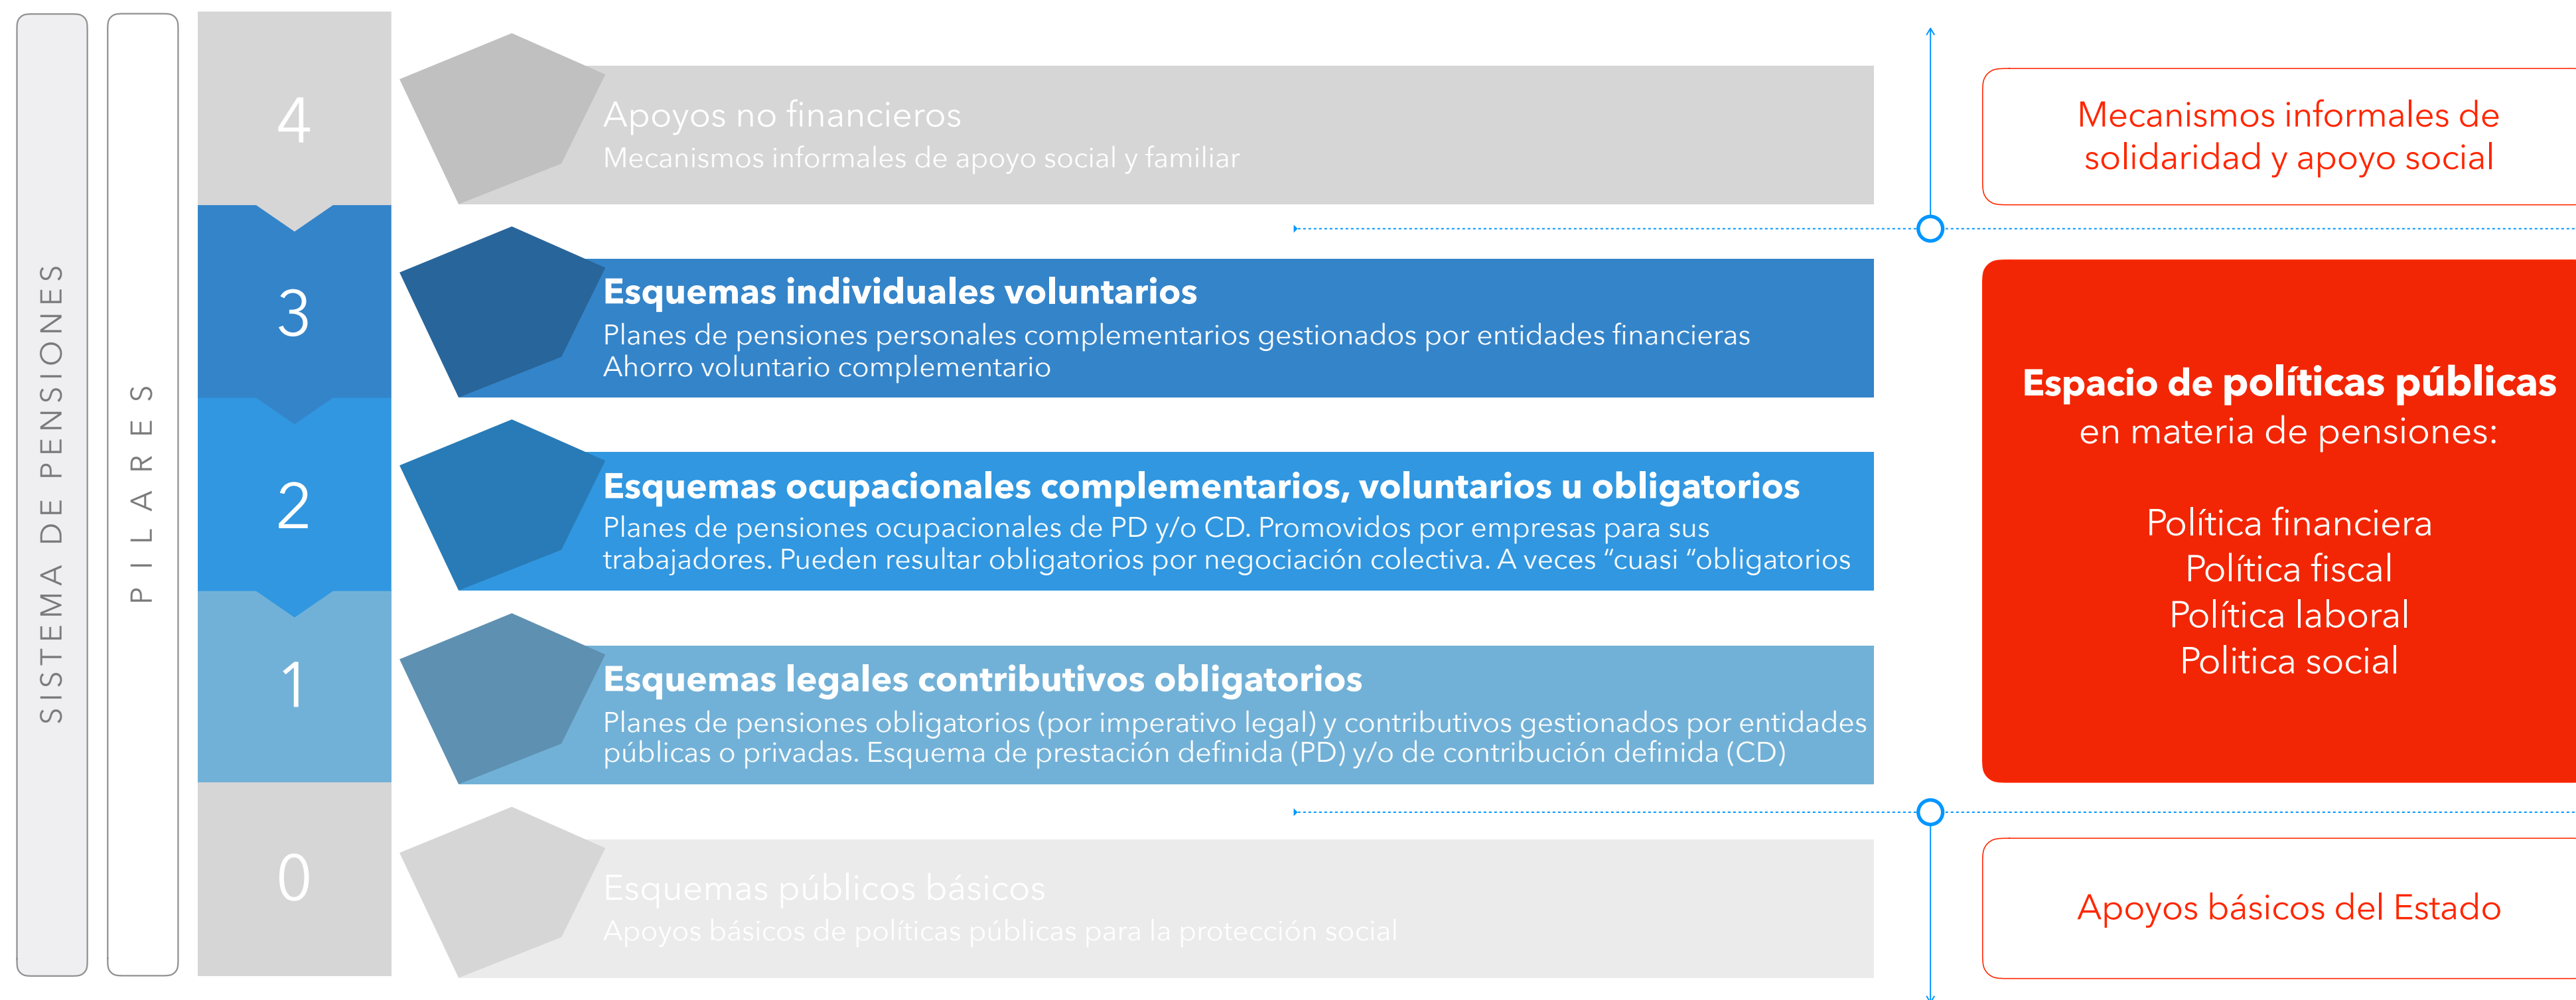 SISTEMA DE PENSIONES
PILARES
4
Apoyos no financieros
Mecanismos informales de apoyo social y familiar
Mecanismos informales de
solidaridad y apoyo social
3
Esquemas individuales voluntarios
Planes de pensiones personales complementarios gestionados por entidades financieras
Ahorro voluntario complementario
2
Esquemas ocupacionales complementarios, voluntarios u obligatorios
Planes de pensiones ocupacionales de PD y/o CD. Promovidos por empresas para sus
trabajadores. Pueden resultar obligatorios por negociación colectiva. A veces “cuasi “obligatorios
1
Esquemas legales contributivos obligatorios
Planes de pensiones obligatorios (por imperativo legal) y contributivos gestionados por entidades
públicas o privadas. Esquema de prestación definida (PD) y/o de contribución definida (CD)
Espacio de políticas públicas
en materia de pensiones:
Política financiera
Política fiscal
Política laboral
Politica social
0
Esquemas públicos básicos
Apoyos básicos de políticas públicas para la protección social
Apoyos básicos del Estado